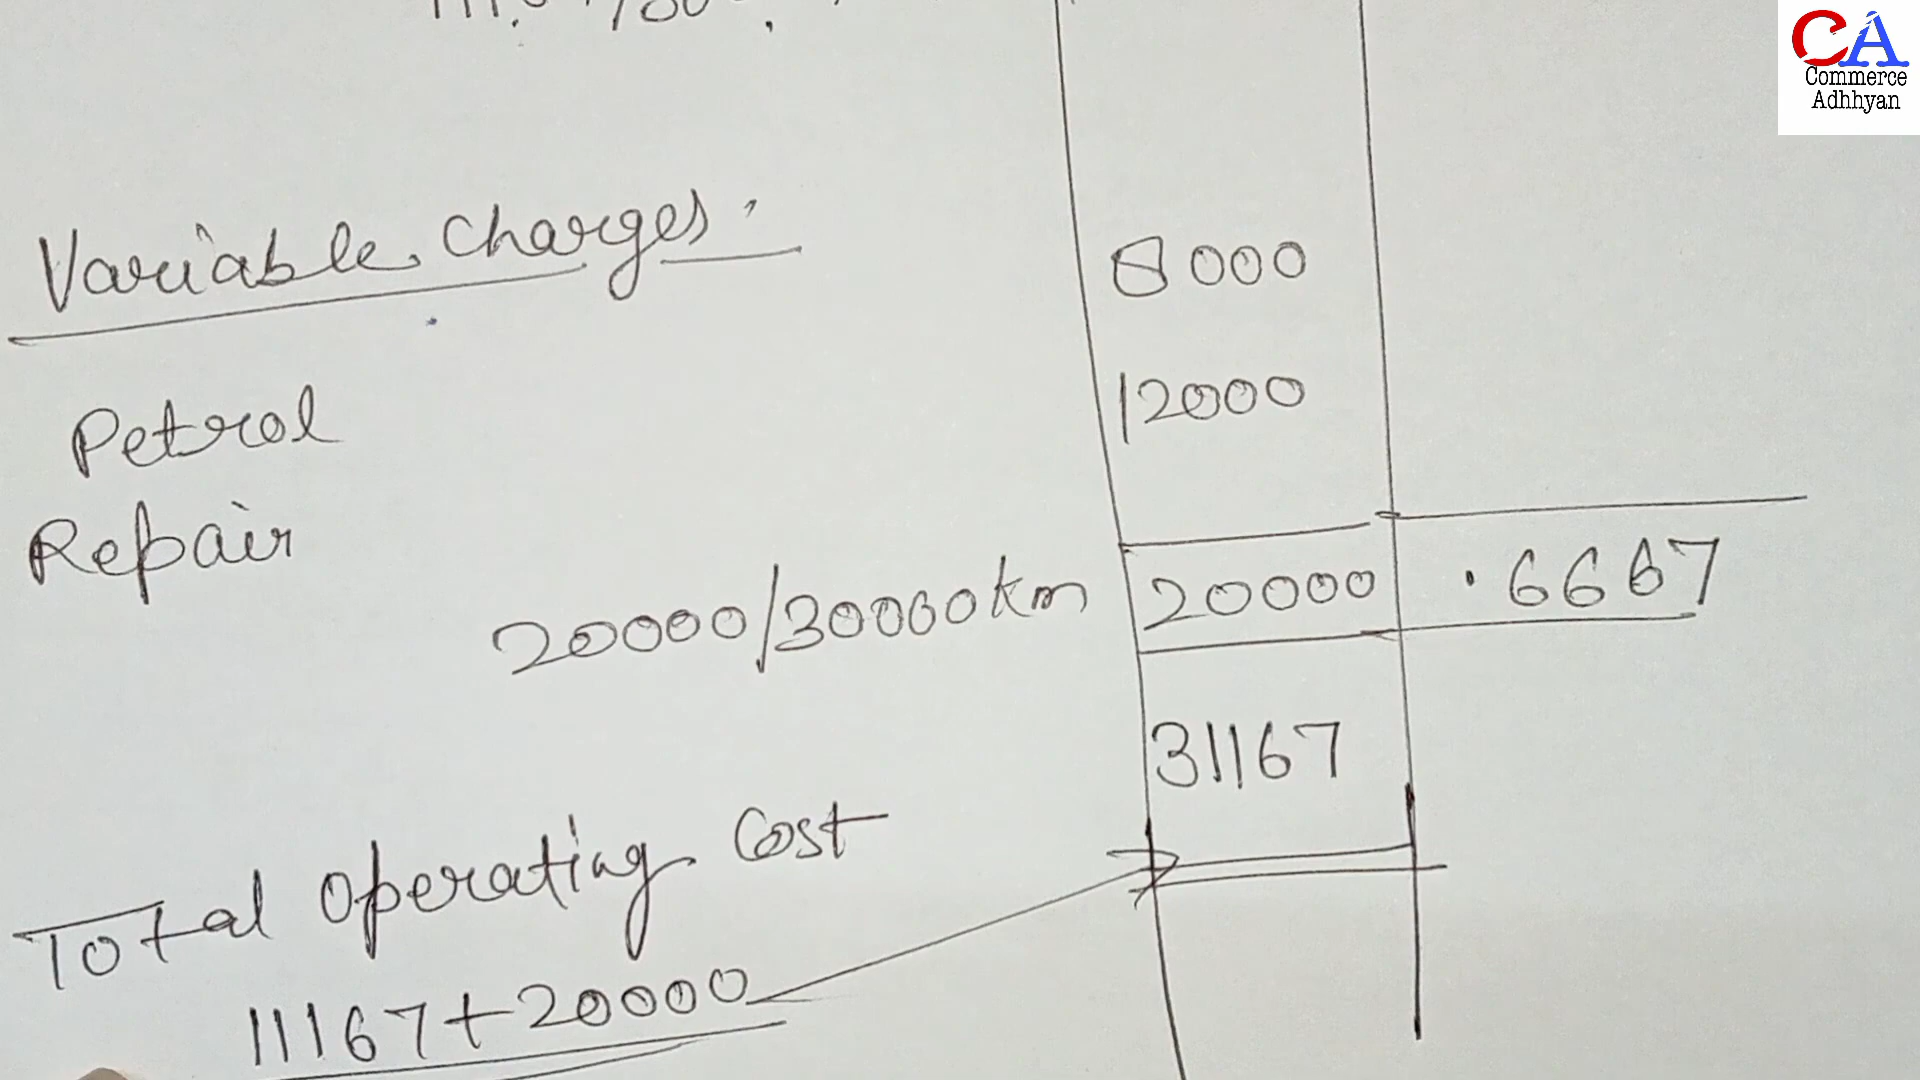 CA
Commerce
Adhhyan
Variable Charges
8000
Petrol
12000
Repair
20000/30000 km 20000 .6667
31167
Total Operating Cost
11167+20000